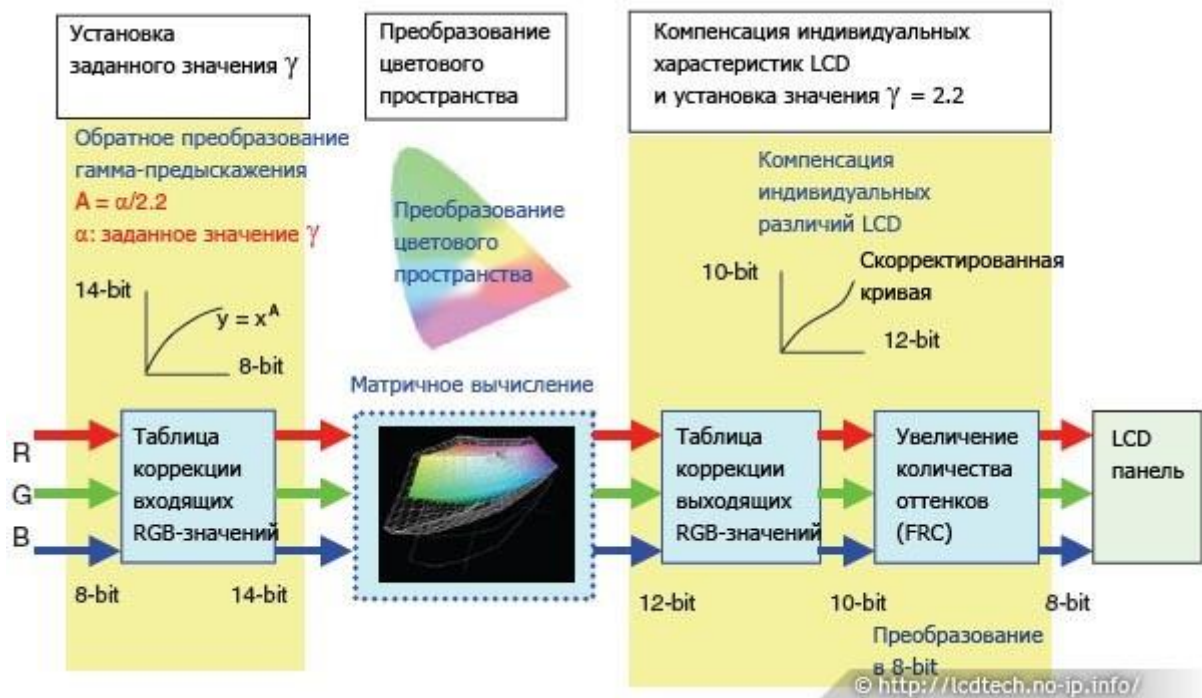 Установка
заданного значения γ
Преобразование
цветового
пространства
Компенсация индивидуальных
харастеристик LCD
и установка значения γ = 2.2
Обратное преобразование
гамма-предыскажения
A = α/2.2
α: заданное значение γ
14-bit
y = x^A
8-bit
Преобразование
цветового
пространства
Компенсация
индивидуальных
различий LCD
10-bit
Скорректированная
кривая
12-bit
Матричное вычисление
R
G
B
Таблица
коррекции
входящих
RGB-значений
Таблица
коррекции
выходящих
RGB-значений
Увеличение
количества
оттенков
(FRC)
LCD
панель
8-bit
14-bit
12-bit
10-bit
8-bit
Преобразование
в 8-bit
© http://lcdtech.no-ip.info/